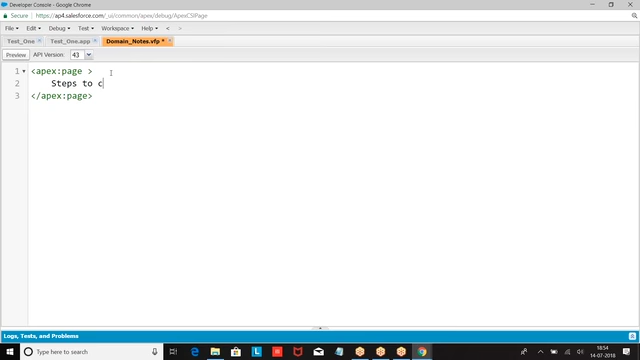 Developer Console - Google Chrome
Secure | https://ap4.salesforce.com/_ui/common/apex/debug/ApexCSIPage
File Edit Debug Test Workspace Help < >
Test_One Test_One.app Domain_Notes.vfp *
Preview API Version: 43
1 <apex:page >
2 Steps to c
3 </apex:page>
Logs, Tests, and Problems
Type here to search
18:54
14-07-2018